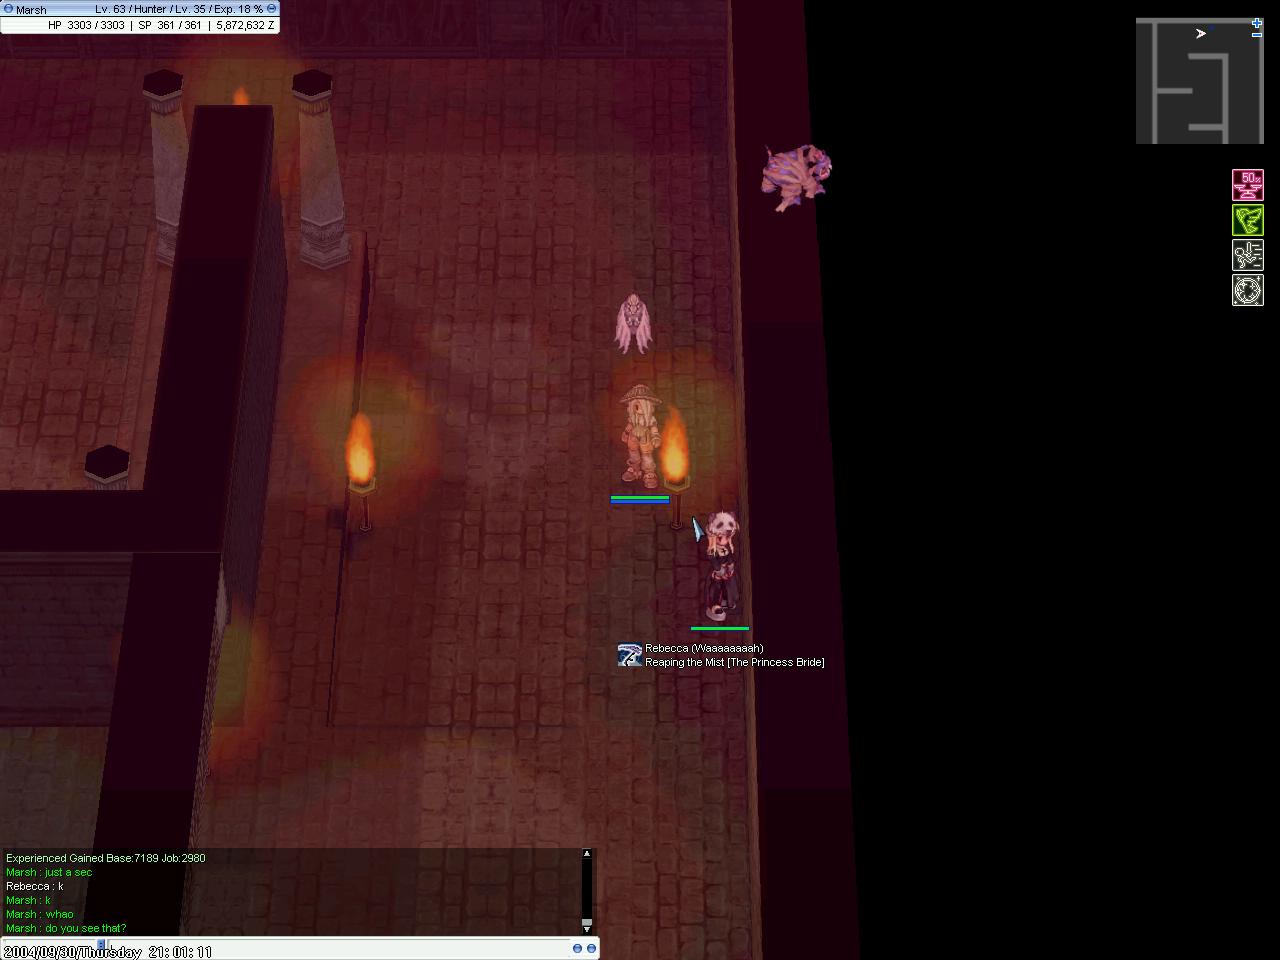 Marsh Lv. 63 / Hunter / Lv. 35 / Exp. 18 %
HP 3303 / 3303 | SP 361 / 361 | 5,872,632 Z
50%
Rebecca (Waaaaaaaah)
Reaping the Mist [The Princess Bride]
Experienced Gained Base:7189 Job:2980
Marsh : just a sec
Rebecca : k
Marsh : k
Marsh : whao
Marsh : do you see that?
2004/09/30/Thursday 21:01:11